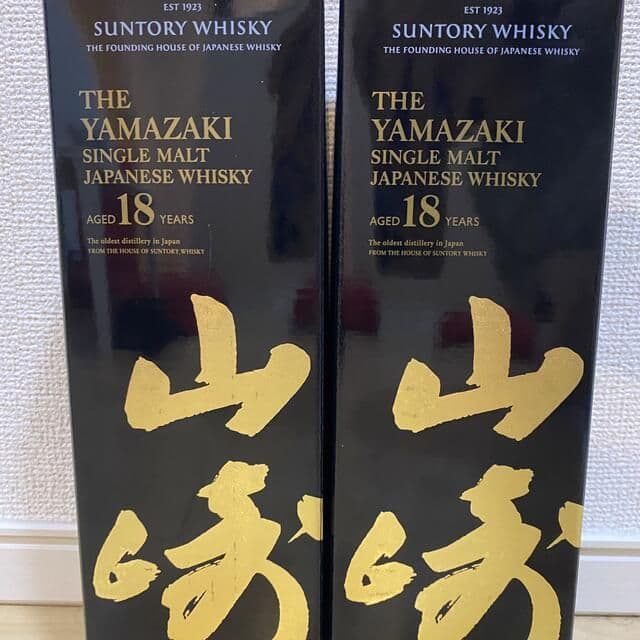 EST 1923
SUNTORY WHISKY
THE FOUNDING HOUSE OF JAPANESE WHISKY
THE
YAMAZAKI
SINGLE MALT
JAPANESE WHISKY
AGED 18 YEARS
The oldest distillery in Japan
FROM THE HOUSE OF SUNTORY WHISKY
山
崎
EST 1923
SUNTORY WHISKY
THE FOUNDING HOUSE OF JAPANESE WHISKY
THE
YAMAZAKI
SINGLE MALT
JAPANESE WHISKY
AGED 18 YEARS
The oldest distillery in Japan
FROM THE HOUSE OF SUNTORY WHISKY
山
崎